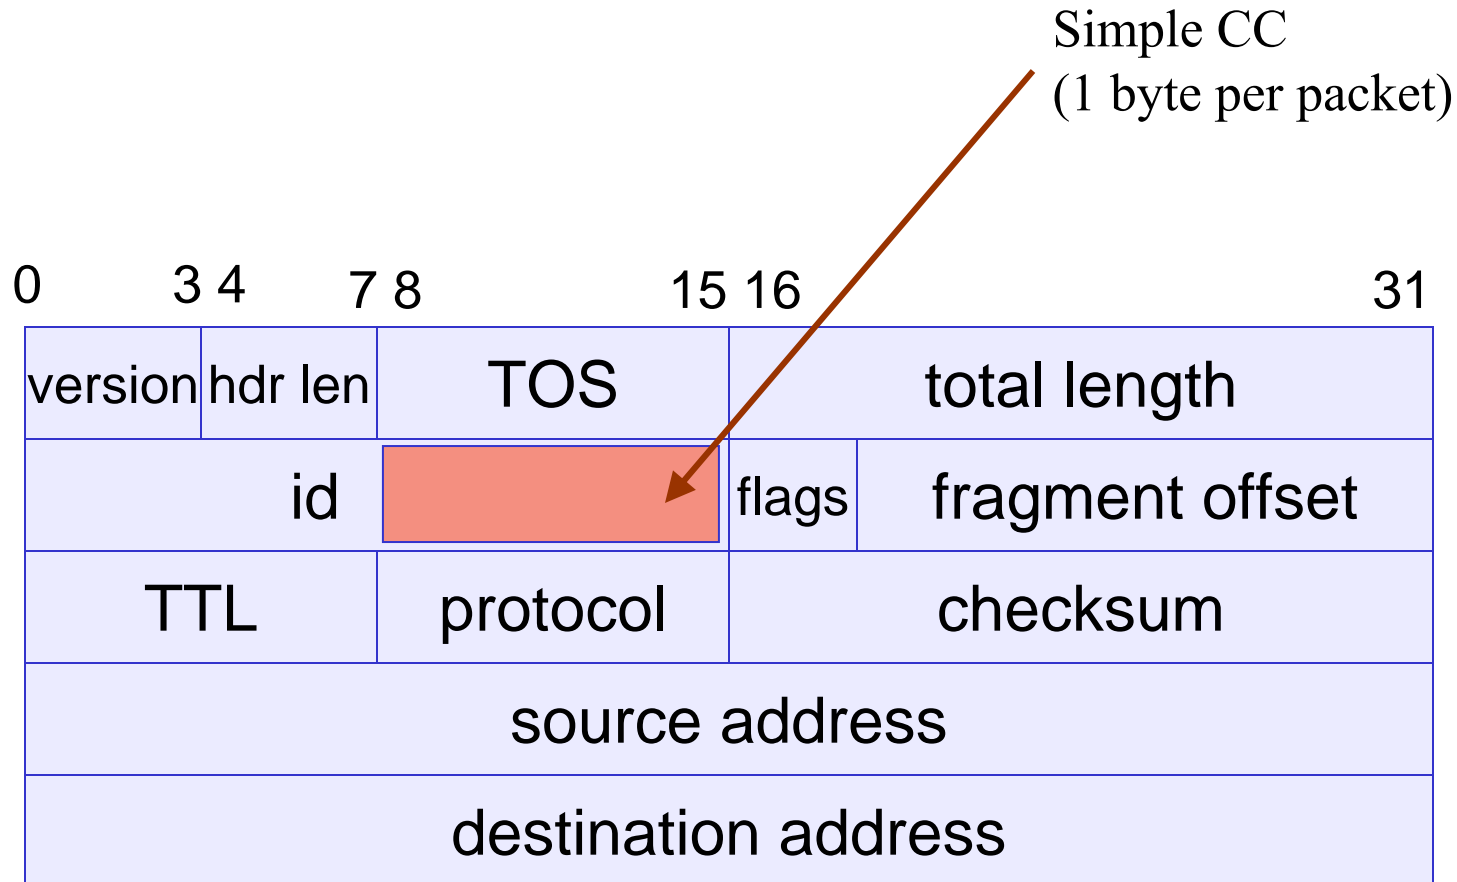 Simple CC
(1 byte per packet)
0 3 4 7 8 15 16 31
version hdr len TOS total length
id flags fragment offset
TTL protocol checksum
source address
destination address